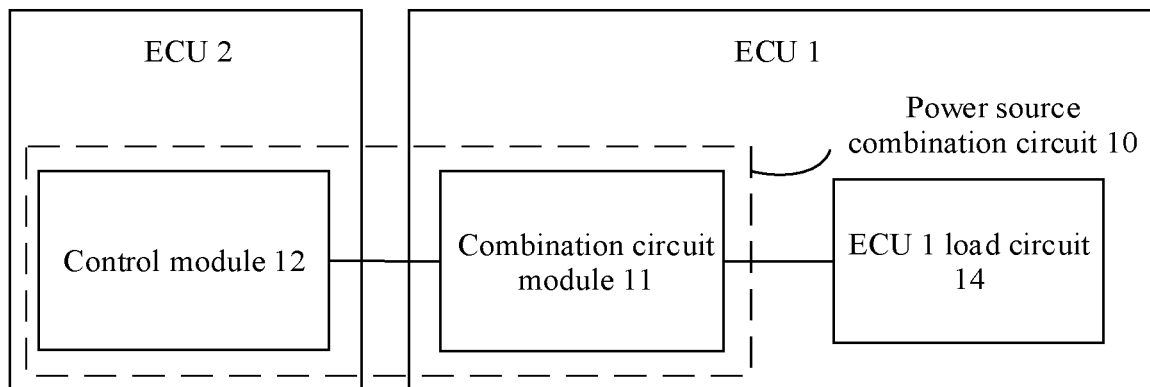 ECU 2
ECU 1
Power source
combination circuit 10
Control module 12
Combination circuit
module 11
ECU 1 load circuit
14